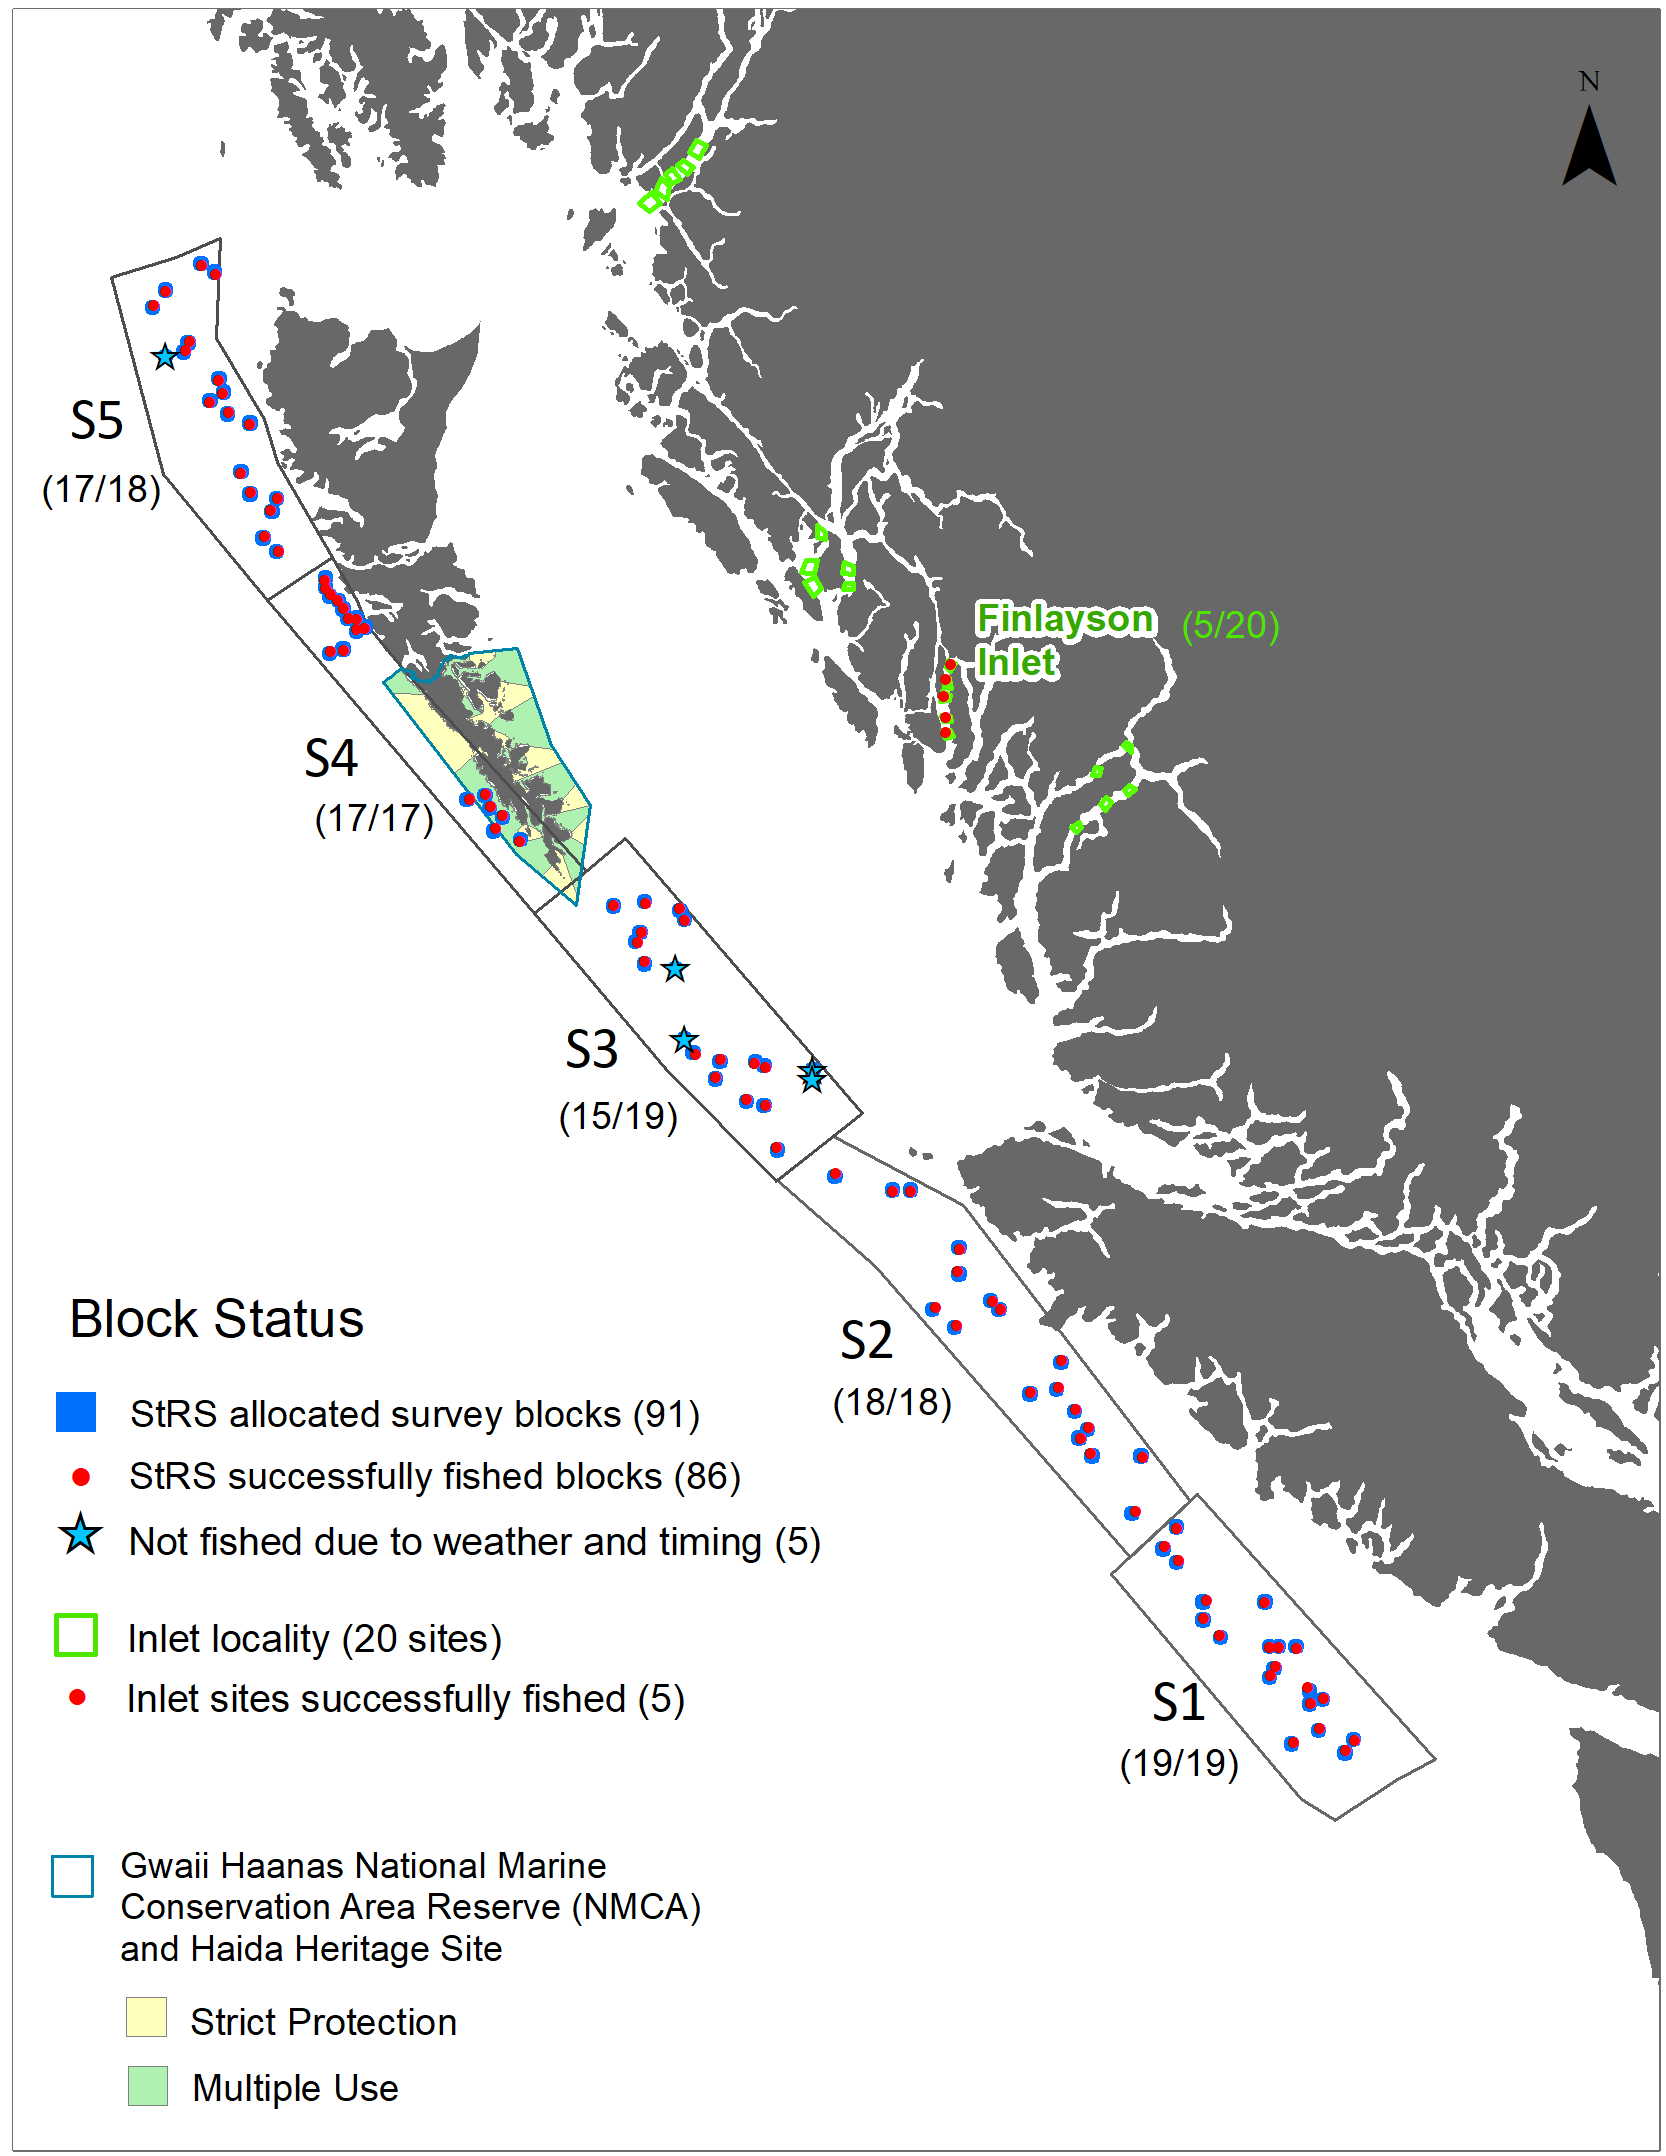 N
S5
(17/18)
Finlayson
Inlet
(5/20)
S4
(17/17)
S3
(15/19)
S2
(18/18)
S1
(19/19)
Block Status
StRS allocated survey blocks (91)
StRS successfully fished blocks (86)
Not fished due to weather and timing (5)
Inlet locality (20 sites)
Inlet sites successfully fished (5)
Gwaii Haanas National Marine
Conservation Area Reserve (NMCA)
and Haida Heritage Site
Strict Protection
Multiple Use